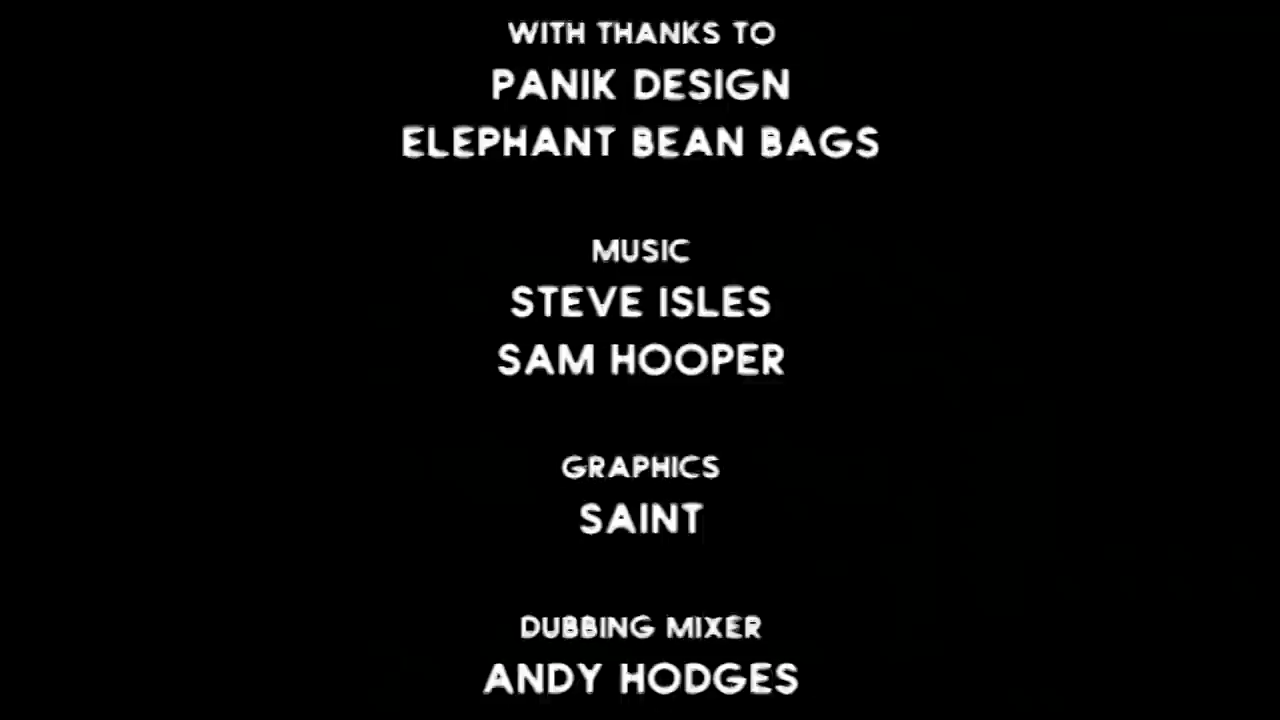 WITH THANKS TO
PANIK DESIGN
ELEPHANT BEAN BAGS
MUSIC
STEVE ISLES
SAM HOOPER
GRAPHICS
SAINT
DUBBING MIXER
ANDY HODGES